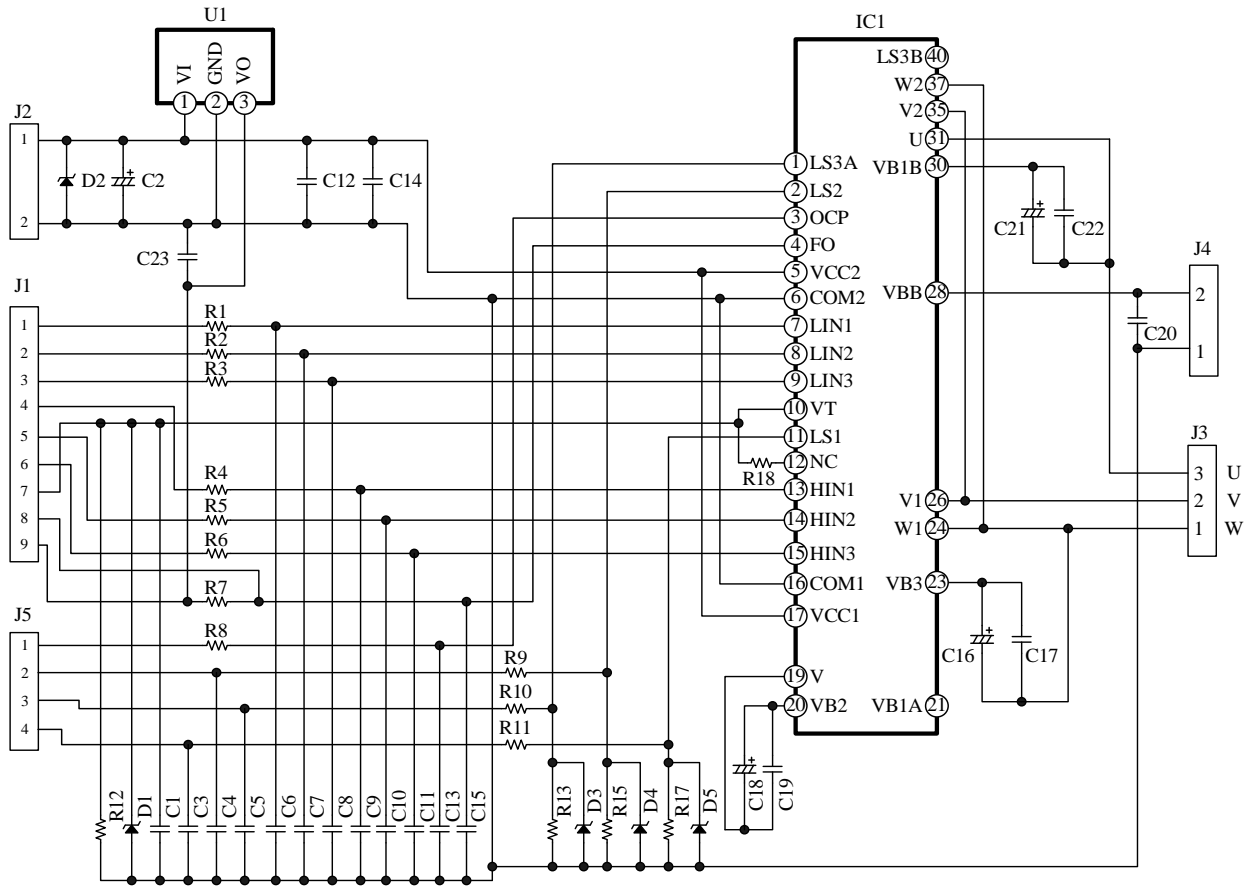 U1
IC1
VI GND VO
LS3B 40
W2 37
1 2 3
V2 35
J2
U 31
1
1 LS3A
VB1B 30
D2 C2 C12 C14
2 LS2
2
3 OCP
C21 C22
4 FO
J4
C23
5 VCC2
VBB 28
2
J1
6 COM2
C20
1 R1
7 LIN1
2 R2
8 LIN2
1
3 R3
9 LIN3
4
10 VT
5
11 LS1
J3
6
12 NC
R18
3 U
7 R4
13 HIN1
V1 26
2 V
8 R5
14 HIN2
W1 24
1 W
9 R6
15 HIN3
R7
16 COM1
VB3 23
J5
17 VCC1
1 R8
C16 C17
2 R9
19 V
3 R10
20 VB2
VB1A 21
4 R11
R12 D1 C1 C3 C4 C5 C6 C7 C8 C9 C10 C11 C13 C15
R13 D3 R15 D4 R17 D5
C18 C19